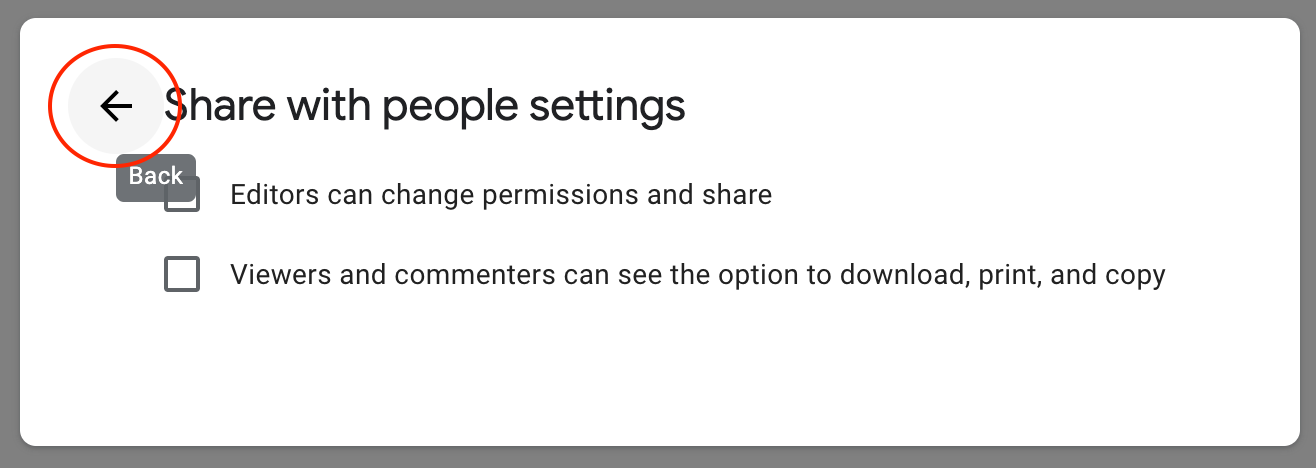 Share with people settings
Back
Editors can change permissions and share
Viewers and commenters can see the option to download, print, and copy